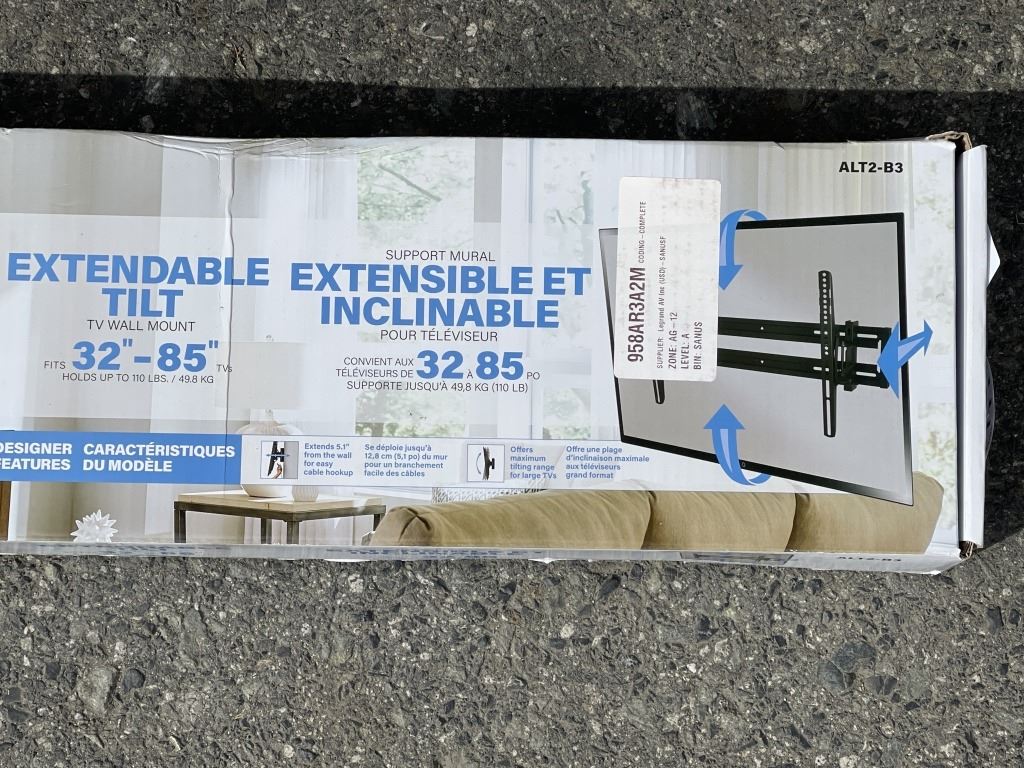 ALT2-B3
EXTENDABLE
TILT
TV WALL MOUNT
FITS 32"-85" TVs
HOLDS UP TO 110 LBS. / 49.8 KG
SUPPORT MURAL
EXTENSIBLE ET
INCLINABLE
POUR TÉLÉVISEUR
CONVIENT AUX
TÉLÉVISEURS DE 32 À 85 PO
SUPPORTE JUSQU'À 49,8 KG (110 LB)
958AR3A2M CODING-COMPLETE
SUPPLIER: Legrand AV Inc (USD) - SANUSF
ZONE: AG-12
LEVEL: A
BIN: SANUS
DESIGNER
FEATURES
CARACTÉRISTIQUES
DU MODÈLE
Extends 5.1"
from the wall
for easy
cable hookup
Se déploie jusqu'à
12,8 cm (5,1 po) du mur
pour un branchement
facile des câbles
Offers
maximum
tilting range
for large TVs
Offre une plage
d'inclinaison maximale
aux téléviseurs
grand format